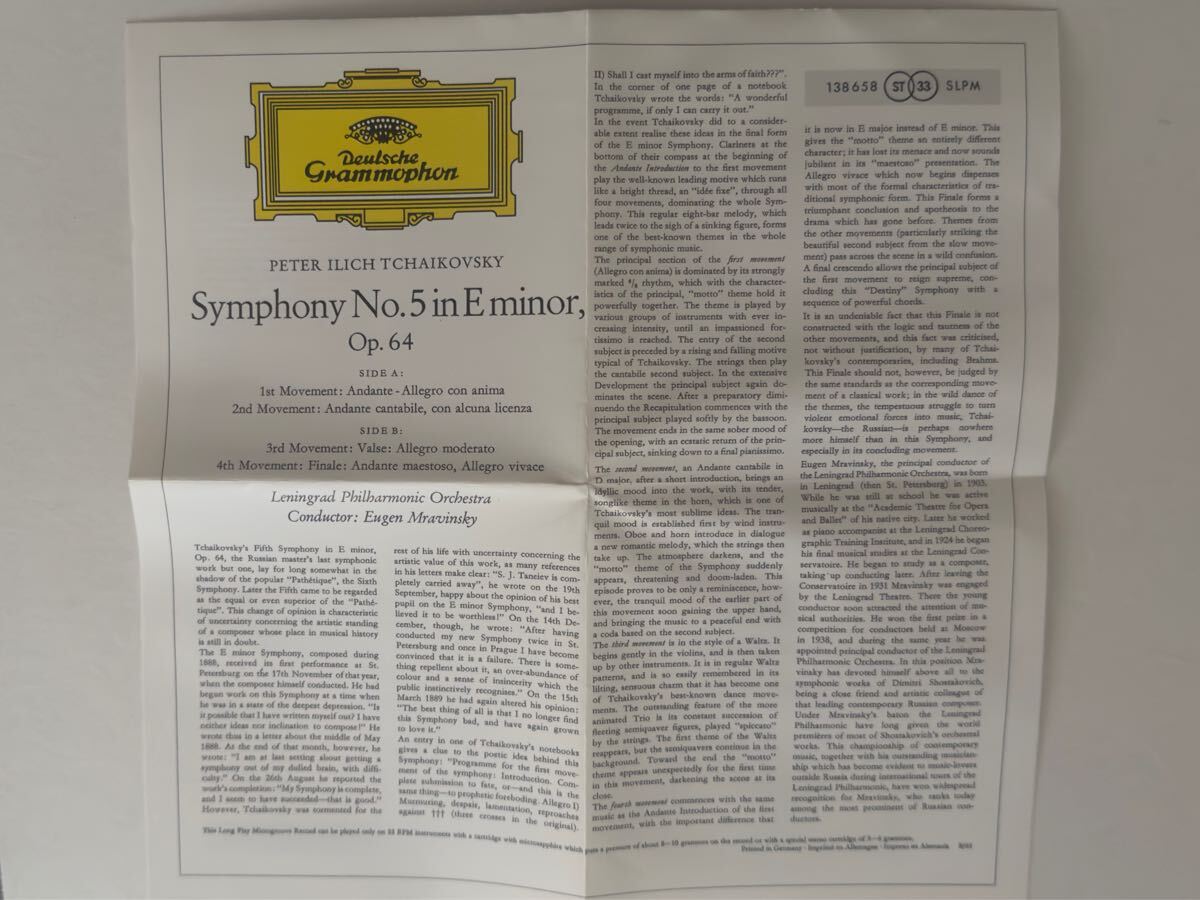 Deutsche
Grammophon
PETER ILICH TCHAIKOVSKY
Symphony No. 5 in E minor,
Op. 64
SIDE A:
1st Movement: Andante - Allegro con anima
2nd Movement: Andante cantabile, con alcuna licenza
SIDE B:
3rd Movement: Valse: Allegro moderato
4th Movement: Finale: Andante maestoso, Allegro vivace
Leningrad Philharmonic Orchestra
Conductor: Eugen Mravinsky
Tchaikovsky's Fifth Symphony in E minor,
Op. 64, the Russian master's last symphonic
work but one, lay for long somewhat in the
shadow of the popular "Pathétique", the Sixth
Symphony. Later the Fifth came to be regarded
as the equal or even superior of the "Pathé-
tique". This change of opinion is characteristic
of uncertainty concerning the artistic standing
of a composer whose place in musical history
is still in doubt.
The E minor Symphony, composed during
1888, received its first performance at St.
Petersburg on the 17th November of that year,
when the composer himself conducted. He had
begun work on this Symphony at a time when
he was in a state of the deepest depression. "Is
it possible that I have written myself out? I have
neither ideas nor inclination to compose!" He
wrote thus in a letter about the middle of May
1888. As the end of that month, however, he
wrote: "I am at last setting about getting a
symphony out of my dulled brain, with diffi-
culty." On the 26th August he reported the
work's completion: "My Symphony is complete,
and I seem to have succeeded—that is good."
However, Tchaikovsky was tormented for the
rest of his life with uncertainty concerning the
artistic value of this work, as many references
in his letters make clear: "S. J. Taneiev is com-
pletely carried away", he wrote on the 19th
September, happy about the opinion of his best
pupil on the E minor Symphony, "and I be-
lieved it to be worthless!" On the 14th De-
cember, though, he wrote: "After having
conducted my new Symphony twice in St.
Petersburg and once in Prague I have become
convinced that it is a failure. There is some-
thing repellent about it, an over-abundance of
colour and a sense of insincerity which the
public instinctively recognises." On the 15th
March 1889 he had again altered his opinion:
"The best thing of all is that I no longer find
this Symphony bad, and have again grown
to love it."
An entry in one of Tchaikovsky's notebooks
gives a clue to the poetic idea behind this
Symphony: "Programme for the first move-
ment of the symphony: Introduction. Com-
plete submission to fate, or—and this is the
same thing—to prophetic foreboding. Allegro I)
Murmuring, despair, lamentation, reproaches
against ††† (three crosses in the original).
II) Shall I cast myself into the arms of faith???".
In the corner of one page of a notebook
Tchaikovsky wrote the words: "A wonderful
programme, if only I can carry it out."
In the event Tchaikovsky did to a consider-
able extent realise these ideas in the final form
of the E minor Symphony. Clarinets at the
bottom of their compass at the beginning of
the Andante Introduction to the first movement
play the well-known leading motive which runs
like a bright thread, an "idée fixe", through all
four movements, dominating the whole Sym-
phony. This regular eight-bar melody, which
leads twice to the sigh of a sinking figure, forms
one of the best-known themes in the whole
range of symphonic music.
The principal section of the first movement
(Allegro con anima) is dominated by its strongly
marked 6/8 rhythm, which with the character-
istics of the principal, "motto" theme hold it
powerfully together. The theme is played by
various groups of instruments with ever in-
creasing intensity, until an impassioned for-
tissimo is reached. The entry of the second
subject is preceded by a rising and falling motive
typical of Tchaikovsky. The strings then play
the cantabile second subject. In the extensive
Development the principal subject again do-
minates the scene. After a preparatory dimi-
nuendo the Recapitulation commences with the
principal subject played softly by the bassoon.
The movement ends in the same sober mood of
the opening, with an ecstatic return of the prin-
cipal subject, sinking down to a final pianissimo.
The second movement, an Andante cantabile in
D major, after a short introduction, brings an
idyllic mood into the work, with its tender,
songlike theme in the horn, which is one of
Tchaikovsky's most sublime ideas. The tran-
quil mood is established first by wind instru-
ments. Oboe and horn introduce in dialogue
a new romantic melody, which the strings then
take up. The atmosphere darkens, and the
"motto" theme of the Symphony suddenly
appears, threatening and doom-laden. This
episode proves to be only a reminiscence, how-
ever, the tranquil mood of the earlier part of
this movement soon gaining the upper hand,
and bringing the music to a peaceful end with
a coda based on the second subject.
The third movement is in the style of a Waltz. It
begins gently in the violins, and is then taken
up by other instruments. It is in regular Waltz
patterns, and is so easily remembered in its
lilting, sensuous charm that it has become one
of Tchaikovsky's best-known dance move-
ments. The outstanding feature of the more
animated Trio is its constant succession of
fleeting semiquaver figures, played "spiccato"
by the strings. The first theme of the Waltz
reappears, but the semiquavers continue in the
background. Toward the end the "motto"
theme appears unexpectedly for the first time
in this movement, darkening the scene at its
close.
The fourth movement commences with the same
music as the Andante Introduction of the first
movement, with the important difference that
138658 ST 33 SLPM
it is now in E major instead of E minor. This
gives the "motto" theme an entirely different
character; it has lost its menace and now sounds
jubilant in its "maestoso" presentation. The
Allegro vivace which now begins dispenses
with most of the formal characteristics of tra-
ditional symphonic form. This Finale forms a
triumphant conclusion and apotheosis to the
drama which has gone before. Themes from
the other movements (particularly striking the
beautiful second subject from the slow move-
ment) pass across the scene in a wild confusion.
A final crescendo allows the principal subject of
the first movement to reign supreme, con-
cluding this "Destiny" Symphony with a
sequence of powerful chords.
It is an undeniable fact that this Finale is not
constructed with the logic and tautness of the
other movements, and this fact was criticised,
not without justification, by many of Tchai-
kovsky's contemporaries, including Brahms.
This Finale should not, however, be judged by
the same standards as the corresponding move-
ment of a classical work; in the wild dance of
the themes, the tempestuous struggle to turn
violent emotional forces into music, Tchai-
kovsky—the Russian—is perhaps nowhere
more himself than in this Symphony, and
especially in its concluding movement.
Eugen Mravinsky, the principal conductor of
the Leningrad Philharmonic Orchestra, was born
in Leningrad (then St. Petersburg) in 1903.
While he was still at school he was active
musically at the "Academic Theatre for Opera
and Ballet" of his native city. Later he worked
as piano accompanist at the Leningrad Choreo-
graphic Training Institute, and in 1924 he began
his final musical studies at the Leningrad Con-
servatoire. He began to study as a composer,
taking up conducting later. After leaving the
Conservatoire in 1931 Mravinsky was engaged
by the Leningrad Theatre. There the young
conductor soon attracted the attention of mu-
sical authorities. He won the first prize in a
competition for conductors held at Moscow
in 1938, and during the same year he was
appointed principal conductor of the Leningrad
Philharmonic Orchestra. In this position Mra-
vinsky has devoted himself above all to the
symphonic works of Dimitri Shostakovich,
being a close friend and artistic colleague of
that leading contemporary Russian composer.
Under Mravinsky's baton the Leningrad
Philharmonic have long given the world
premières of most of Shostakovich's orchestral
works. This championship of contemporary
music, together with his outstanding musician-
ship which has become evident to music-lovers
outside Russia during international tours of the
Leningrad Philharmonic, have won widespread
recognition for Mravinsky, who ranks today
among the most prominent of Russian con-
ductors.
This Long Play Microgroove Record can be played only on 33 RPM instruments with a cartridge with microsapphire which puts a pressure of about 8—10 grammes on the record or with a special stereo cartridge of 5—6 grammes.
Printed in Germany · Imprimé en Allemagne · Impreso en Alemania